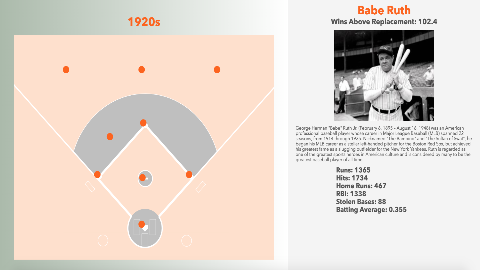 1920s
Babe Ruth
Wins Above Replacement: 102.4
George Herman "Babe" Ruth Jr. (February 6, 1895 – August 16, 1948) was an American
professional baseball player whose career in Major League Baseball (MLB) spanned 22
seasons, from 1914 through 1935. Nicknamed "The Bambino" and "The Sultan of Swat", he
began his MLB career as a stellar left-handed pitcher for the Boston Red Sox, but achieved
his greatest fame as a slugging outfielder for the New York Yankees. Ruth is regarded as
one of the greatest sports heroes in American culture and is considered by many to be the
greatest baseball player of all time.
Runs: 1365
Hits: 1734
Home Runs: 467
RBI: 1338
Stolen Bases: 88
Batting Average: 0.355